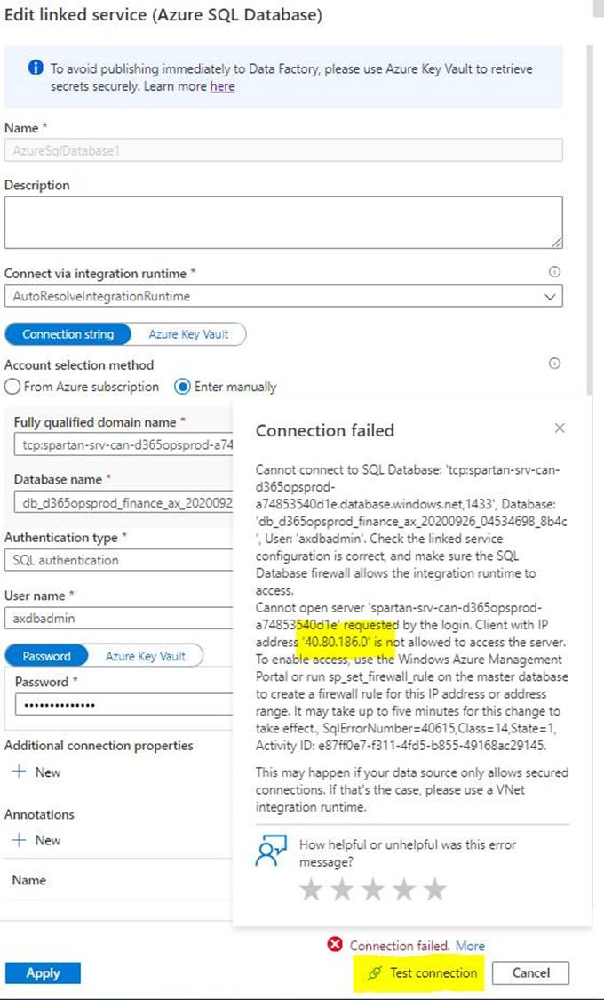 Edit linked service (Azure SQL Database)
To avoid publishing immediately to Data Factory, please use Azure Key Vault to retrieve
secrets securely. Learn more here
Name *
AzureSqlDatabase1
Description
Connect via integration runtime *
AutoResolveIntegrationRuntime
Connection string
Azure Key Vault
Account selection method
From Azure subscription
Enter manually
Fully qualified domain name *
tcp:spartan-srv-can-d365opsprod-a74
Database name *
db_d365opsprod_finance_ax_2020092
Authentication type *
SQL authentication
User name *
axdbadmin
Password
Azure Key Vault
Password *
••••••••••••••
Additional connection properties
New
Annotations
New
Name
Connection failed
Cannot connect to SQL Database: 'tcp:spartan-srv-can-
d365opsprod-
a74853540d1e.database.windows.net,1433', Database:
'db_d365opsprod_finance_ax_20200926_04534698_8b4c
', User: 'axdbadmin'. Check the linked service
configuration is correct, and make sure the SQL
Database firewall allows the integration runtime to
access.
Cannot open server 'spartan-srv-can-d365opsprod-
a74853540d1e' requested by the login. Client with IP
address '40.80.186.0' is not allowed to access the server.
To enable access, use the Windows Azure Management
Portal or run sp_set_firewall_rule on the master database
to create a firewall rule for this IP address or address
range. It may take up to five minutes for this change to
take effect., SqlErrorNumber=40615,Class=14,State=1,
Activity ID: e87ff0e7-f311-4fd5-b855-49168ac29145.
This may happen if your data source only allows secured
connections. If that's the case, please use a VNet
integration runtime.
How helpful or unhelpful was this error
message?
Connection failed. More
Apply
Test connection
Cancel